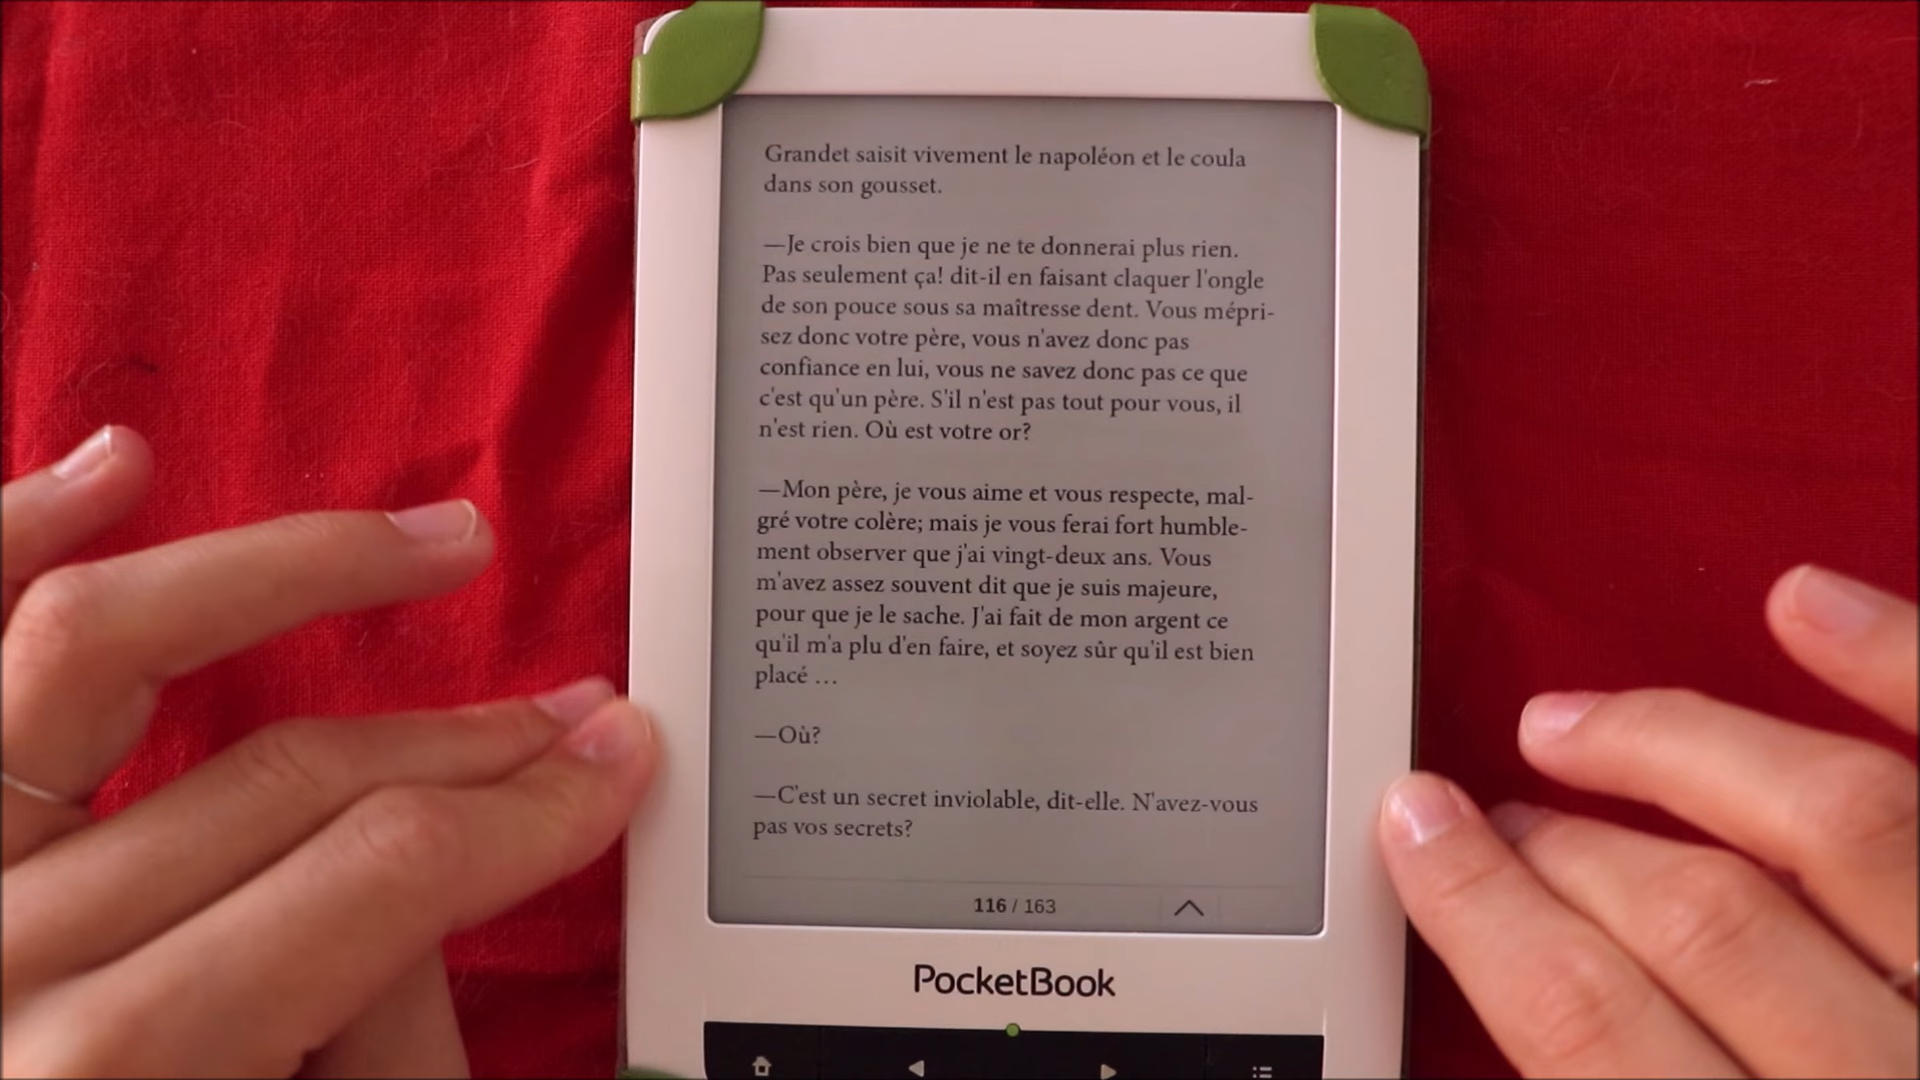 Grandet saisit vivement le napoléon et le coula
dans son gousset.
—Je crois bien que je ne te donnerai plus rien.
Pas seulement ça! dit-il en faisant claquer l'ongle
de son pouce sous sa maîtresse dent. Vous mépri-
sez donc votre père, vous n'avez donc pas
confiance en lui, vous ne savez donc pas ce que
c'est qu'un père. S'il n'est pas tout pour vous, il
n'est rien. Où est votre or?
—Mon père, je vous aime et vous respecte, mal-
gré votre colère; mais je vous ferai fort humble-
ment observer que j'ai vingt-deux ans. Vous
m'avez assez souvent dit que je suis majeure,
pour que je le sache. J'ai fait de mon argent ce
qu'il m'a plu d'en faire, et soyez sûr qu'il est bien
placé ...
—Où?
—C'est un secret inviolable, dit-elle. N'avez-vous
pas vos secrets?
116 / 163
PocketBook